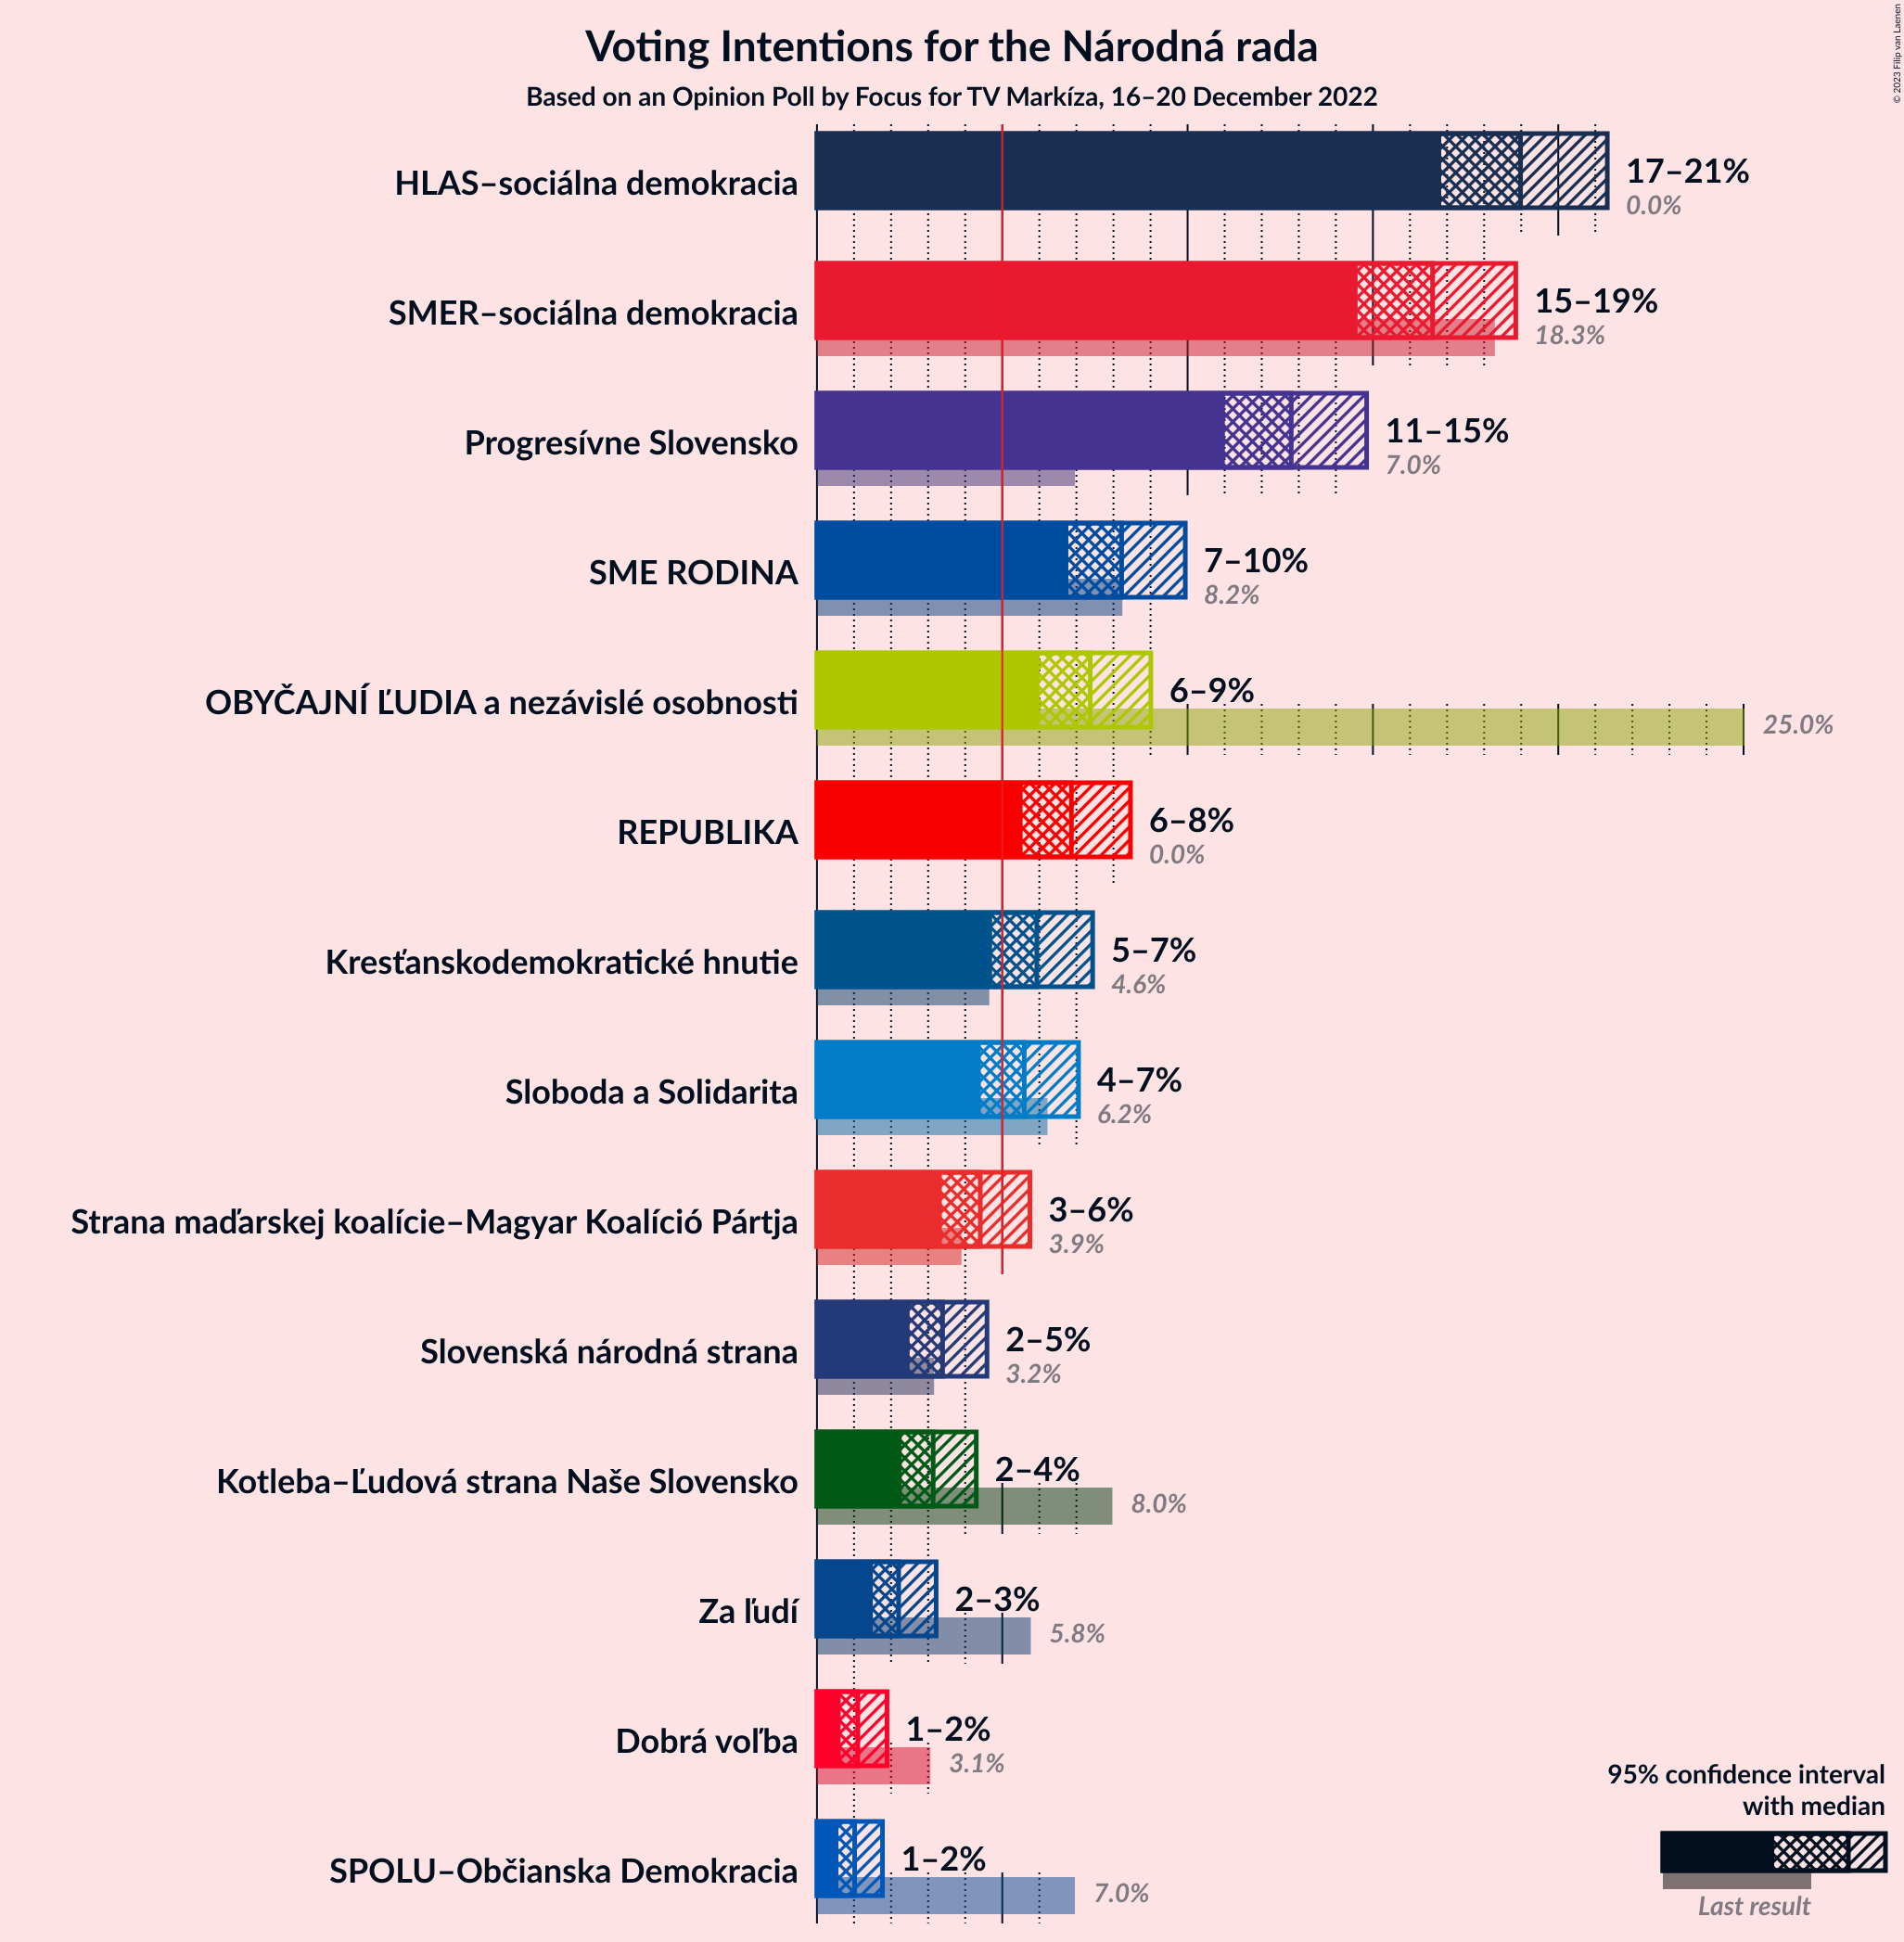 Voting Intentions for the Národná rada
Based on an Opinion Poll by Focus for TV Markíza, 16–20 December 2022
© 2023 Filip van Laenen
HLAS–sociálna demokracia
17–21%
0.0%
SMER–sociálna demokracia
15–19%
18.3%
Progresívne Slovensko
11–15%
7.0%
SME RODINA
7–10%
8.2%
OBYČAJNÍ ĽUDIA a nezávislé osobnosti
6–9%
25.0%
REPUBLIKA
6–8%
0.0%
Kresťanskodemokratické hnutie
5–7%
4.6%
Sloboda a Solidarita
4–7%
6.2%
Strana maďarskej koalície–Magyar Koalíció Pártja
3–6%
3.9%
Slovenská národná strana
2–5%
3.2%
Kotleba–Ľudová strana Naše Slovensko
2–4%
8.0%
Za ľudí
2–3%
5.8%
Dobrá voľba
1–2%
3.1%
SPOLU–Občianska Demokracia
1–2%
7.0%
95% confidence interval
with median
Last result